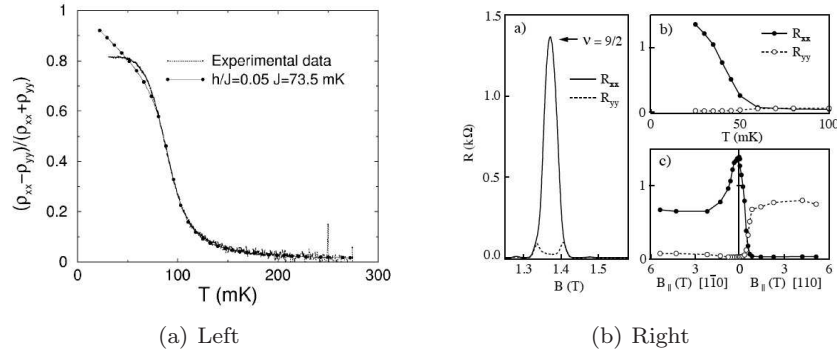 1
0.8
0.6
0.4
0.2
0
0
100
200
300
(ρxx−ρyy)/(ρxx+ρyy)
T (mK)
Experimental data
h/J=0.05 J=73.5 mK
(a) Left
a)
ν = 9/2
Rxx
Ryy
R (kΩ)
1.5
1.0
0.5
0.0
1.3
1.4
1.5
B (T)
b)
Rxx
Ryy
1
0
0
50
100
T (mK)
c)
1
0
6
3
0
3
6
B|| (T) [11̄0]
B|| (T) [110]
(b) Right